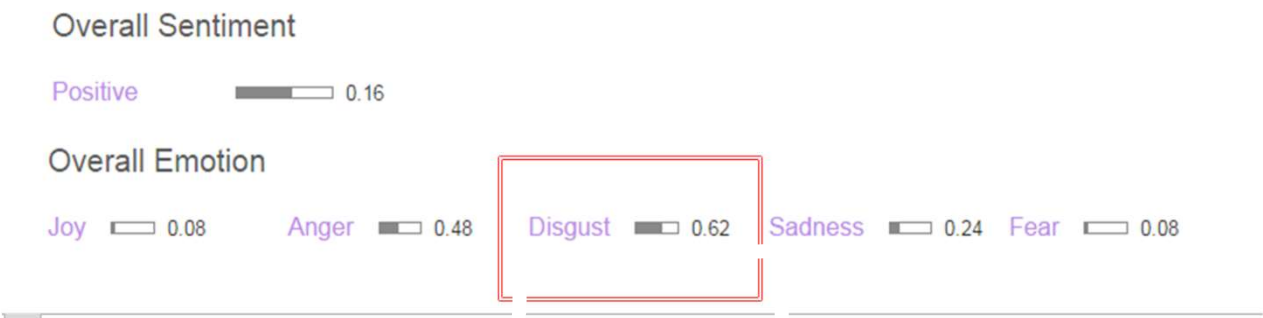 Overall Sentiment
Positive 0.16
Overall Emotion
Joy 0.08 Anger 0.48 Disgust 0.62 Sadness 0.24 Fear 0.08